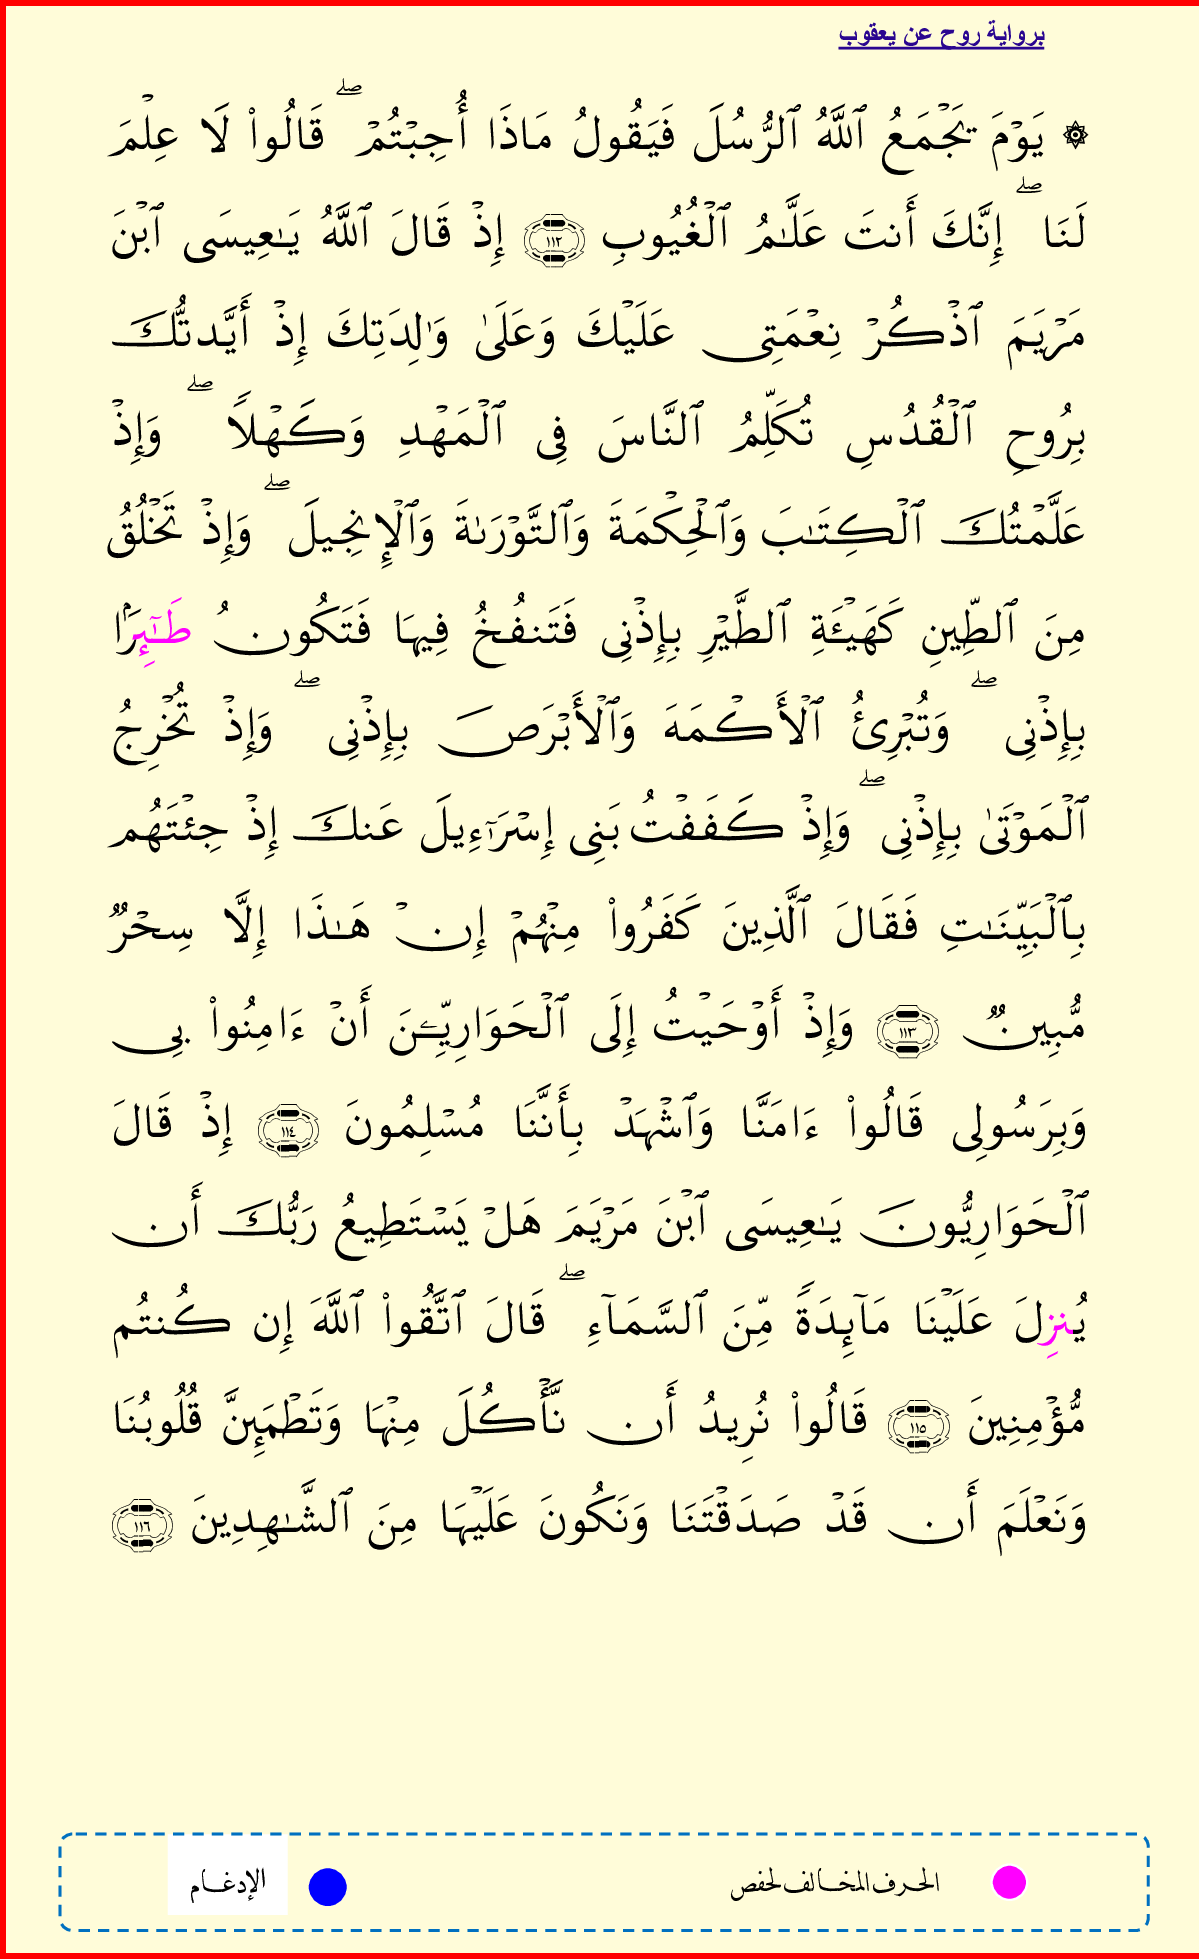 برواية روح عن يعقوب
۞ يَوۡمَ يَجۡمَعُ ٱللَّهُ ٱلرُّسُلَ فَيَقُولُ مَاذَآ أُجِبۡتُمۡۖ قَالُواْ لَا عِلۡمَ
لَنَاۖ إِنَّكَ أَنتَ عَلَّٰمُ ٱلۡغُيُوبِ ١١٢ إِذۡ قَالَ ٱللَّهُ يَٰعِيسَى ٱبۡنَ
مَرۡيَمَ ٱذۡكُرۡ نِعۡمَتِي عَلَيۡكَ وَعَلَىٰ وَٰلِدَتِكَ إِذۡ أَيَّدتُّكَ
بِرُوحِ ٱلۡقُدُسِ تُكَلِّمُ ٱلنَّاسَ فِي ٱلۡمَهۡدِ وَكَهۡلٗاۖ وَإِذۡ
عَلَّمۡتُكَ ٱلۡكِتَٰبَ وَٱلۡحِكۡمَةَ وَٱلتَّوۡرَىٰةَ وَٱلۡإِنجِيلَۖ وَإِذۡ تَخۡلُقُ
مِنَ ٱلطِّينِ كَهَيۡـَٔةِ ٱلطَّيۡرِ بِإِذۡنِي فَتَنفُخُ فِيهَا فَتَكُونُ طَٰٓئِرَۢا
بِإِذۡنِيۖ وَتُبۡرِئُ ٱلۡأَكۡمَهَ وَٱلۡأَبۡرَصَ بِإِذۡنِيۖ وَإِذۡ تُخۡرِجُ
ٱلۡمَوۡتَىٰ بِإِذۡنِيۖ وَإِذۡ كَفَفۡتُ بَنِي إِسۡرَٰٓءِيلَ عَنكَ إِذۡ جِئۡتَهُم
بِٱلۡبَيِّنَٰتِ فَقَالَ ٱلَّذِينَ كَفَرُواْ مِنۡهُمۡ إِنۡ هَٰذَا إِلَّا سِحۡرٞ
مُّبِينٞ ١١٣ وَإِذۡ أَوۡحَيۡتُ إِلَى ٱلۡحَوَارِيِّـۧنَ أَنۡ ءَامِنُواْ بِي
وَبِرَسُولِي قَالُواْ ءَامَنَّا وَٱشۡهَدۡ بِأَنَّنَا مُسۡلِمُونَ ١١٤ إِذۡ قَالَ
ٱلۡحَوَارِيُّونَ يَٰعِيسَى ٱبۡنَ مَرۡيَمَ هَلۡ يَسۡتَطِيعُ رَبُّكَ أَن
يُنزِلَ عَلَيۡنَا مَآئِدَةٗ مِّنَ ٱلسَّمَآءِۖ قَالَ ٱتَّقُواْ ٱللَّهَ إِن كُنتُم
مُّؤۡمِنِينَ ١١٥ قَالُواْ نُرِيدُ أَن نَّأۡكُلَ مِنۡهَا وَتَطۡمَئِنَّ قُلُوبُنَا
وَنَعۡلَمَ أَن قَدۡ صَدَقۡتَنَا وَنَكُونَ عَلَيۡهَا مِنَ ٱلشَّٰهِدِينَ ١١٦
الحرف المخالف لحفص الإدغام